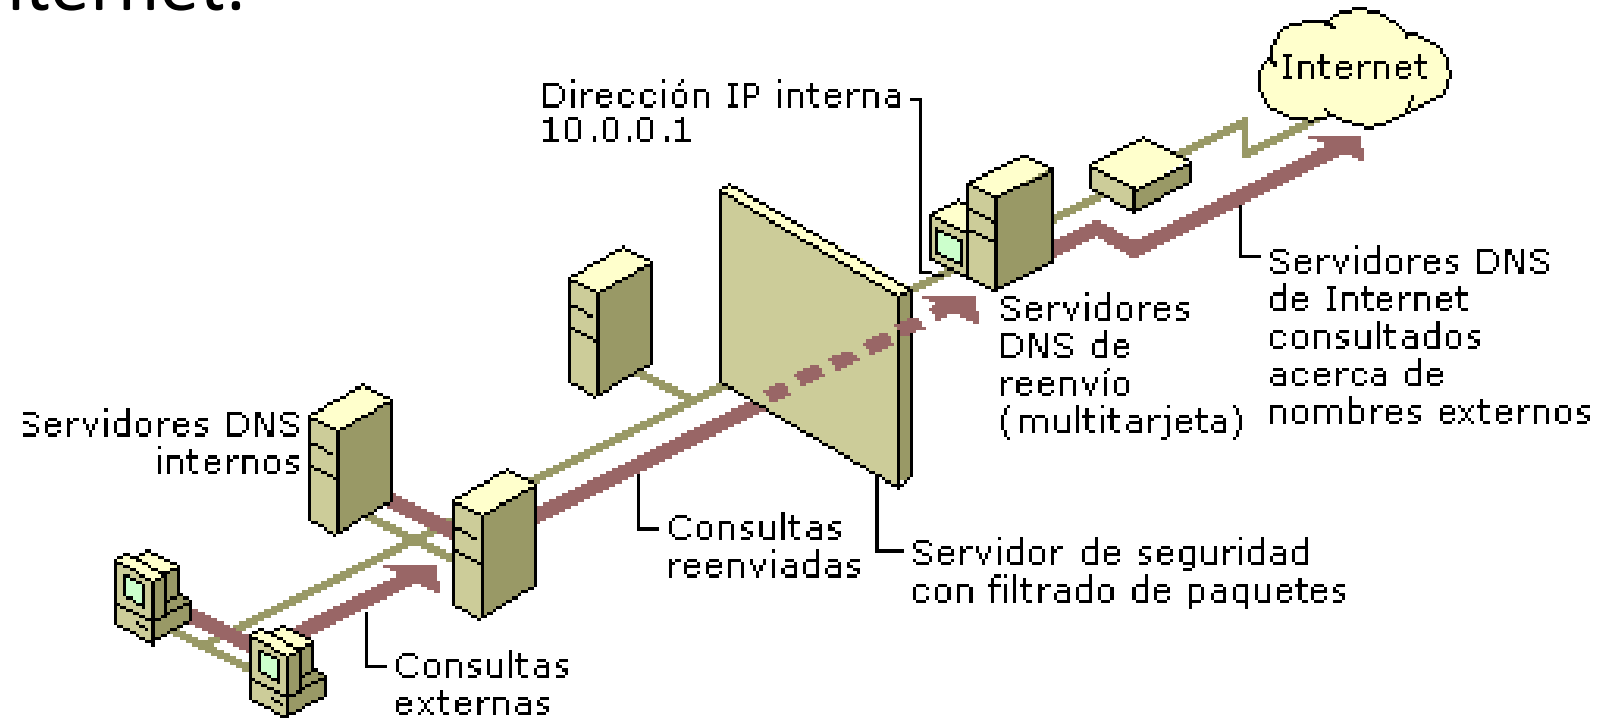 nternet.
Internet
Dirección IP interna
10.0.0.1
Servidores DNS
de Internet
consultados
acerca de
nombres externos
Servidores
DNS de
reenvío
(multitarjeta)
Servidores DNS
internos
Consultas
reenviadas
Servidor de seguridad
con filtrado de paquetes
Consultas
externas